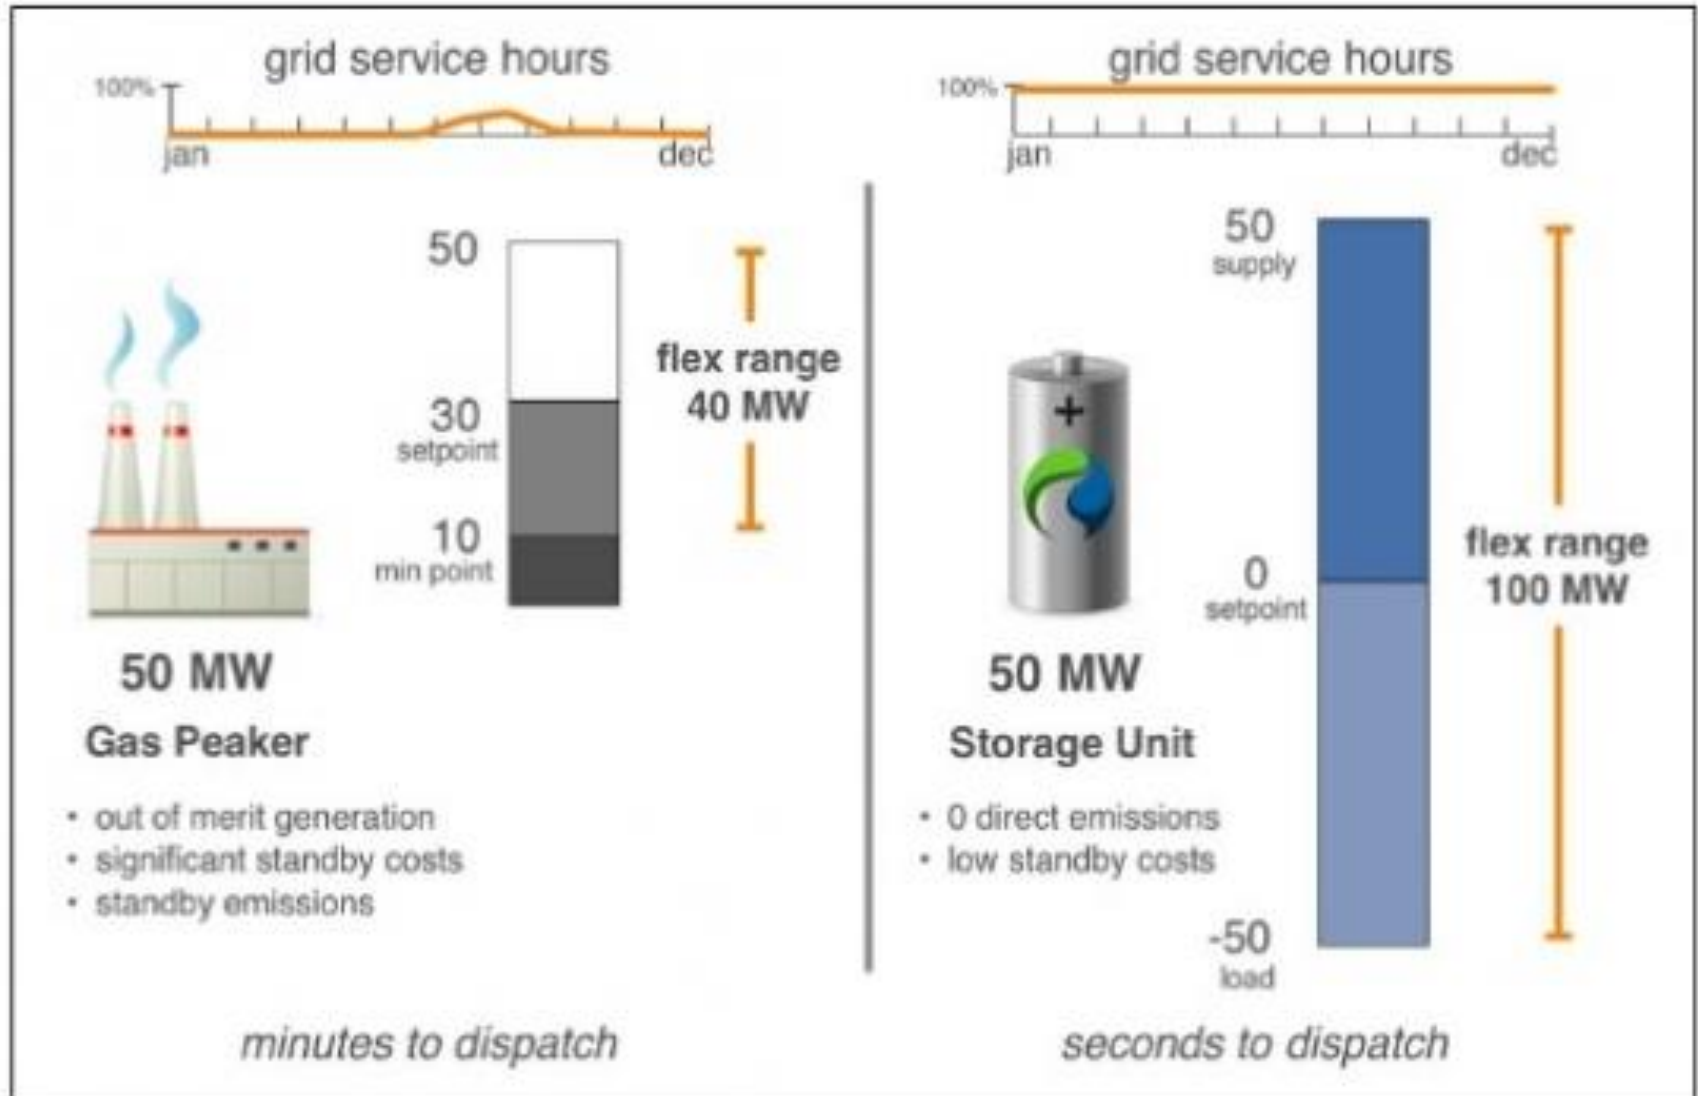 grid service hours
100%
jan
dec
50
30
setpoint
10
min point
flex range
40 MW
50 MW
Gas Peaker
• out of merit generation
• significant standby costs
• standby emissions
minutes to dispatch
grid service hours
100%
jan
dec
50
supply
0
setpoint
-50
load
flex range
100 MW
+
50 MW
Storage Unit
• 0 direct emissions
• low standby costs
seconds to dispatch